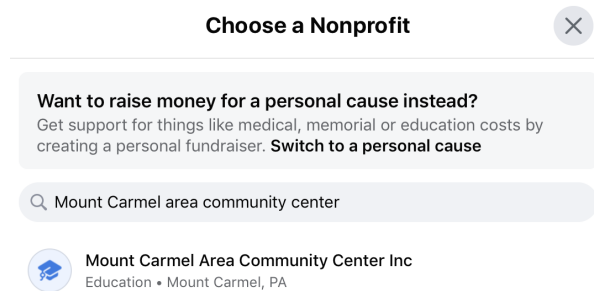 Choose a Nonprofit
Want to raise money for a personal cause instead?
Get support for things like medical, memorial or education costs by
creating a personal fundraiser. Switch to a personal cause
Mount Carmel area community center
Mount Carmel Area Community Center Inc
Education • Mount Carmel, PA